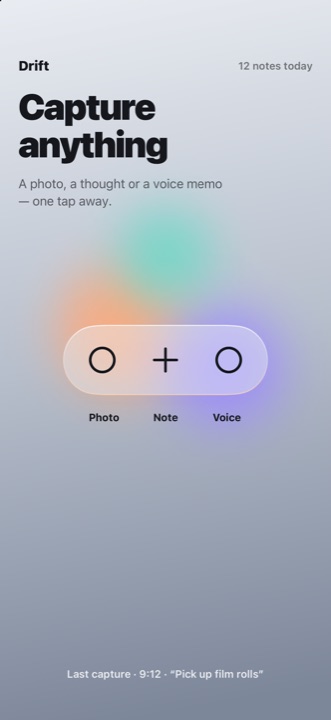 Drift
12 notes today
Capture
anything
A photo, a thought or a voice memo
— one tap away.
Photo
Note
Voice
Last capture · 9:12 · “Pick up film rolls”